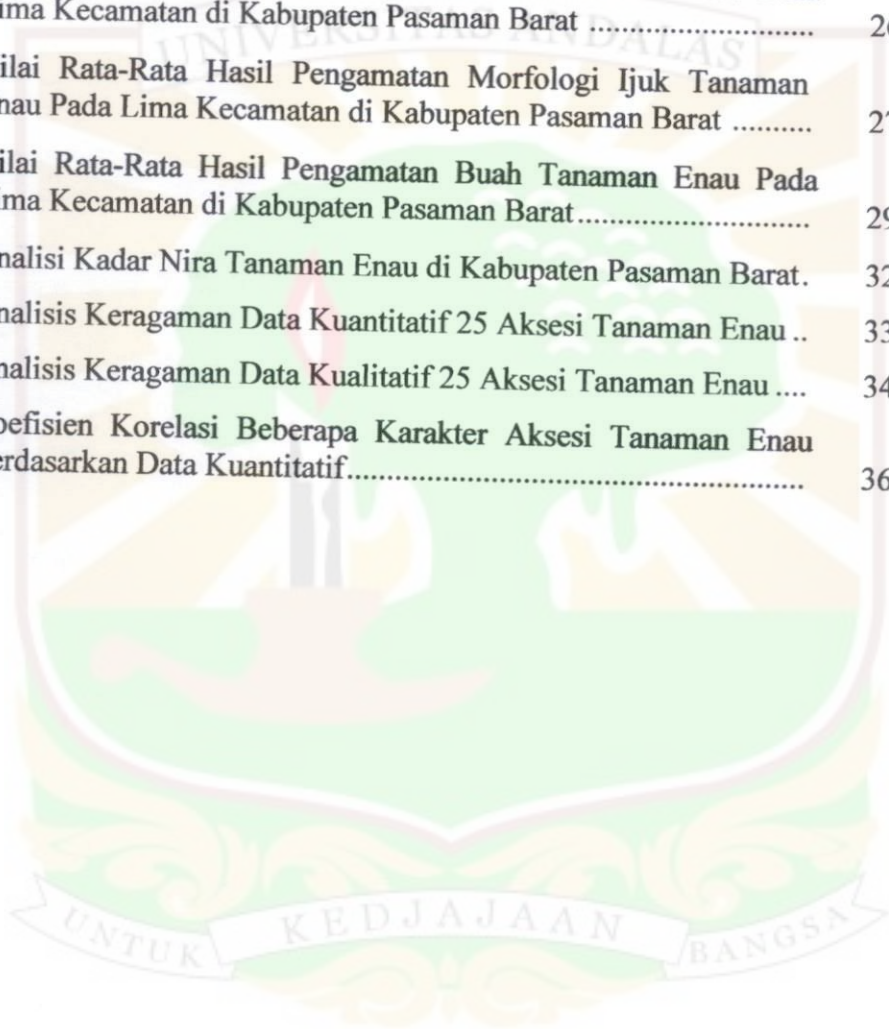 ima Kecamatan di Kabupaten Pasaman Barat ............................ 26
UNIVERSITAS ANDALAS
ilai Rata-Rata Hasil Pengamatan Morfologi Ijuk Tanaman
nau Pada Lima Kecamatan di Kabupaten Pasaman Barat .......... 27
ilai Rata-Rata Hasil Pengamatan Buah Tanaman Enau Pada
ima Kecamatan di Kabupaten Pasaman Barat............................. 29
nalisi Kadar Nira Tanaman Enau di Kabupaten Pasaman Barat. 32
nalisis Keragaman Data Kuantitatif 25 Aksesi Tanaman Enau .. 33
nalisis Keragaman Data Kualitatif 25 Aksesi Tanaman Enau .... 34
oefisien Korelasi Beberapa Karakter Aksesi Tanaman Enau
erdasarkan Data Kuantitatif......................................................... 36
UNTUK KEDJAJAAN BANGSA